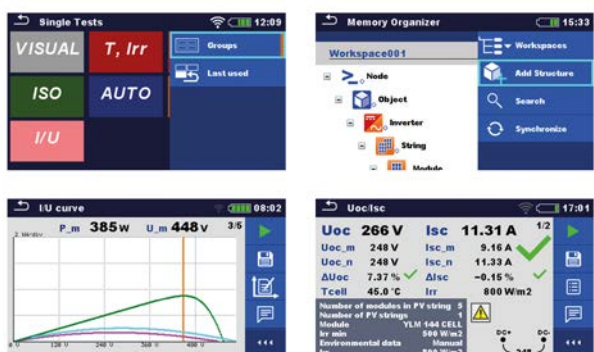 Single Tests 12:09
VISUAL T, Irr Groups
Last used
ISO AUTO
I/U
Memory Organizer 15:33
Workspace001 Workspaces
Node Add Structure
Object Search
Inverter Synchronize
String
Module
I/U curve 08:02
P_m 385 W U_m 448 V 3/5
Uoc/Isc 17:01
Uoc 266 V Isc 11.31 A 1/2
Uoc_m 248 V Isc_m 9.16 A
Uoc_n 248 V Isc_n 11.33 A
ΔUoc 7.37 % ΔIsc -0.15 %
Tcell 45.0 °C Irr 800 W/m2
Number of modules in PV string 5
Number of PV strings 1
Module YLM 144 CELL
Irr min 500 W/m2
Environmental data Manual
DC+ DC-
248